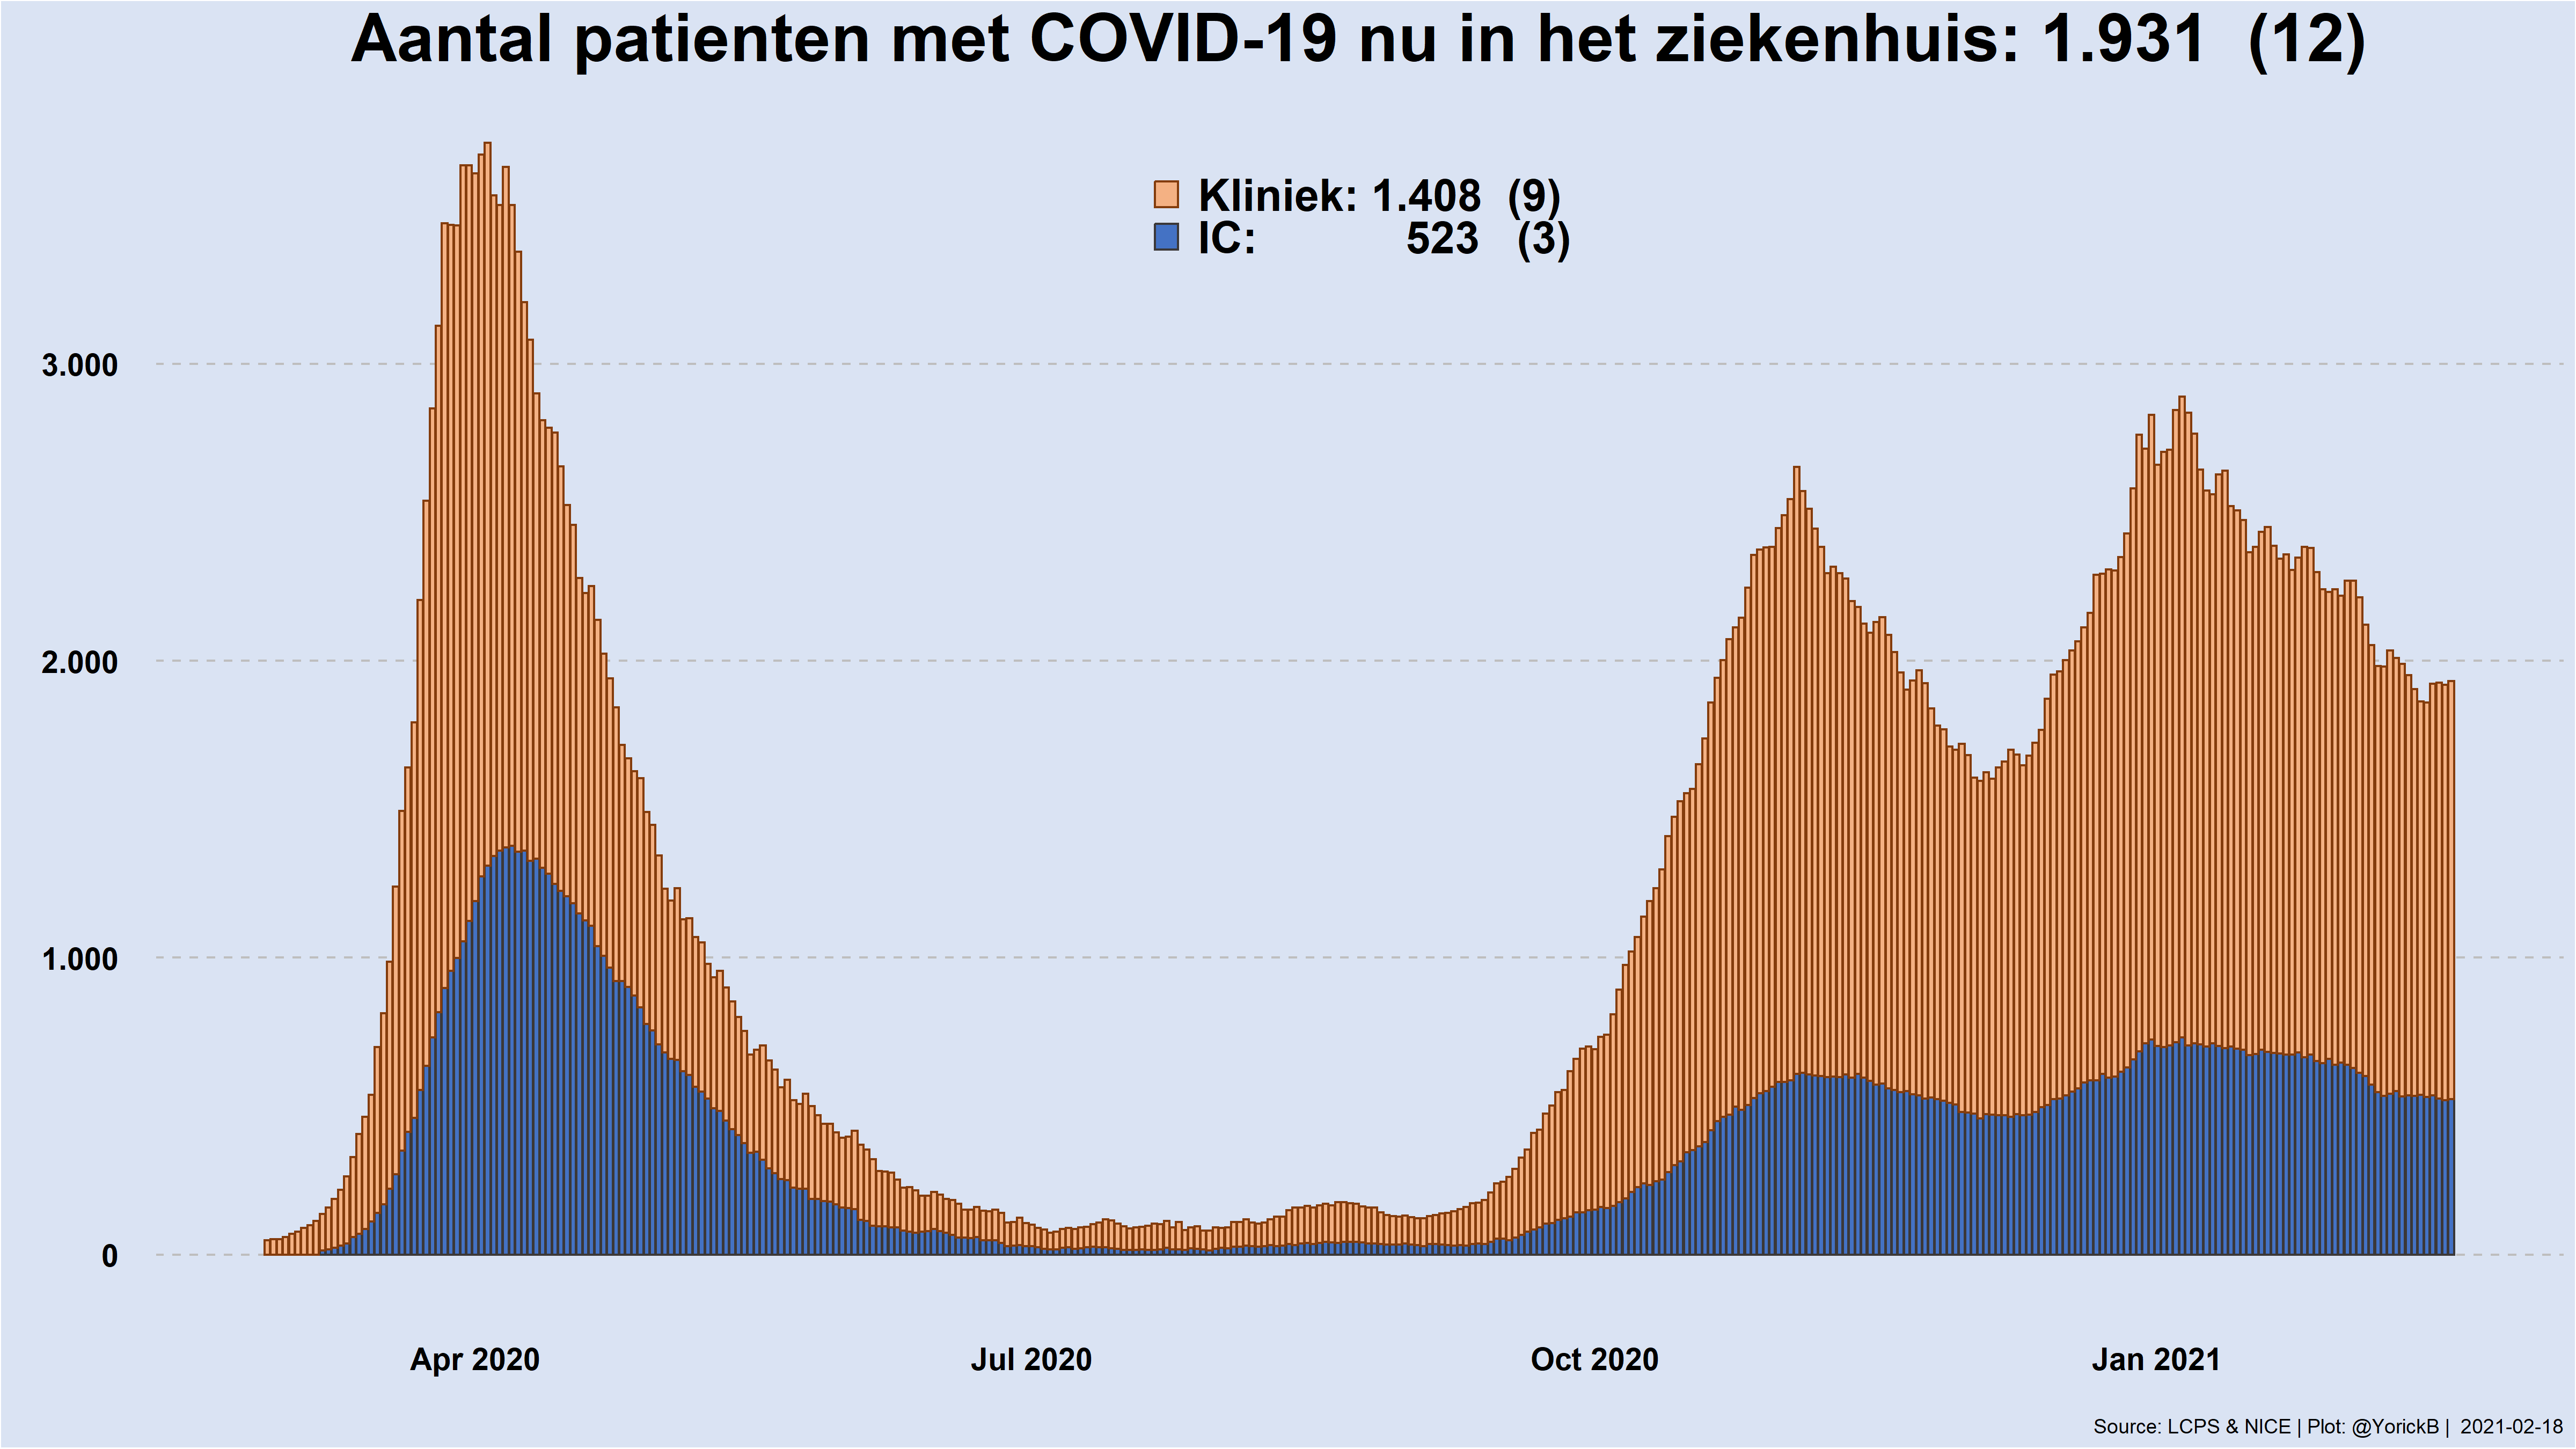 Aantal patienten met COVID-19 nu in het ziekenhuis: 1.931 (12)
Kliniek: 1.408 (9)
IC: 523 (3)
3.000
2.000
1.000
0
Apr 2020 Jul 2020 Oct 2020 Jan 2021
Source: LCPS & NICE | Plot: @YorickB | 2021-02-18